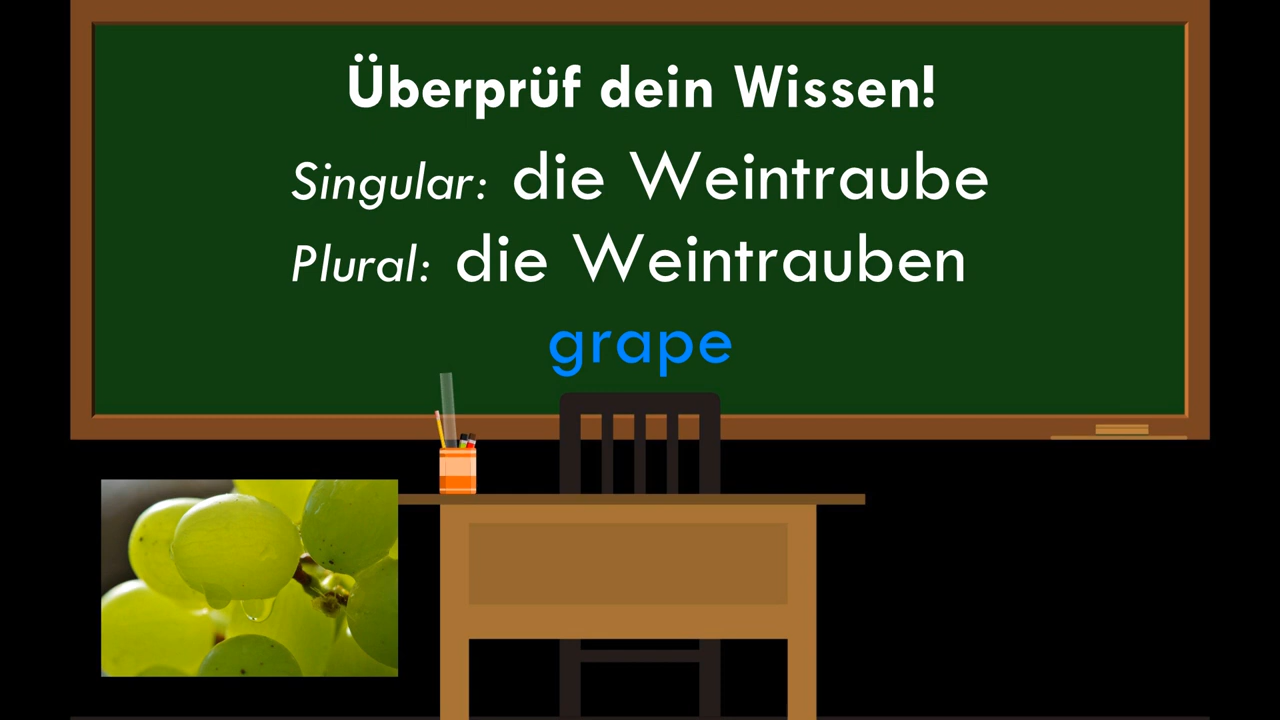 Überprüf dein Wissen!
Singular: die Weintraube
Plural: die Weintrauben
grape